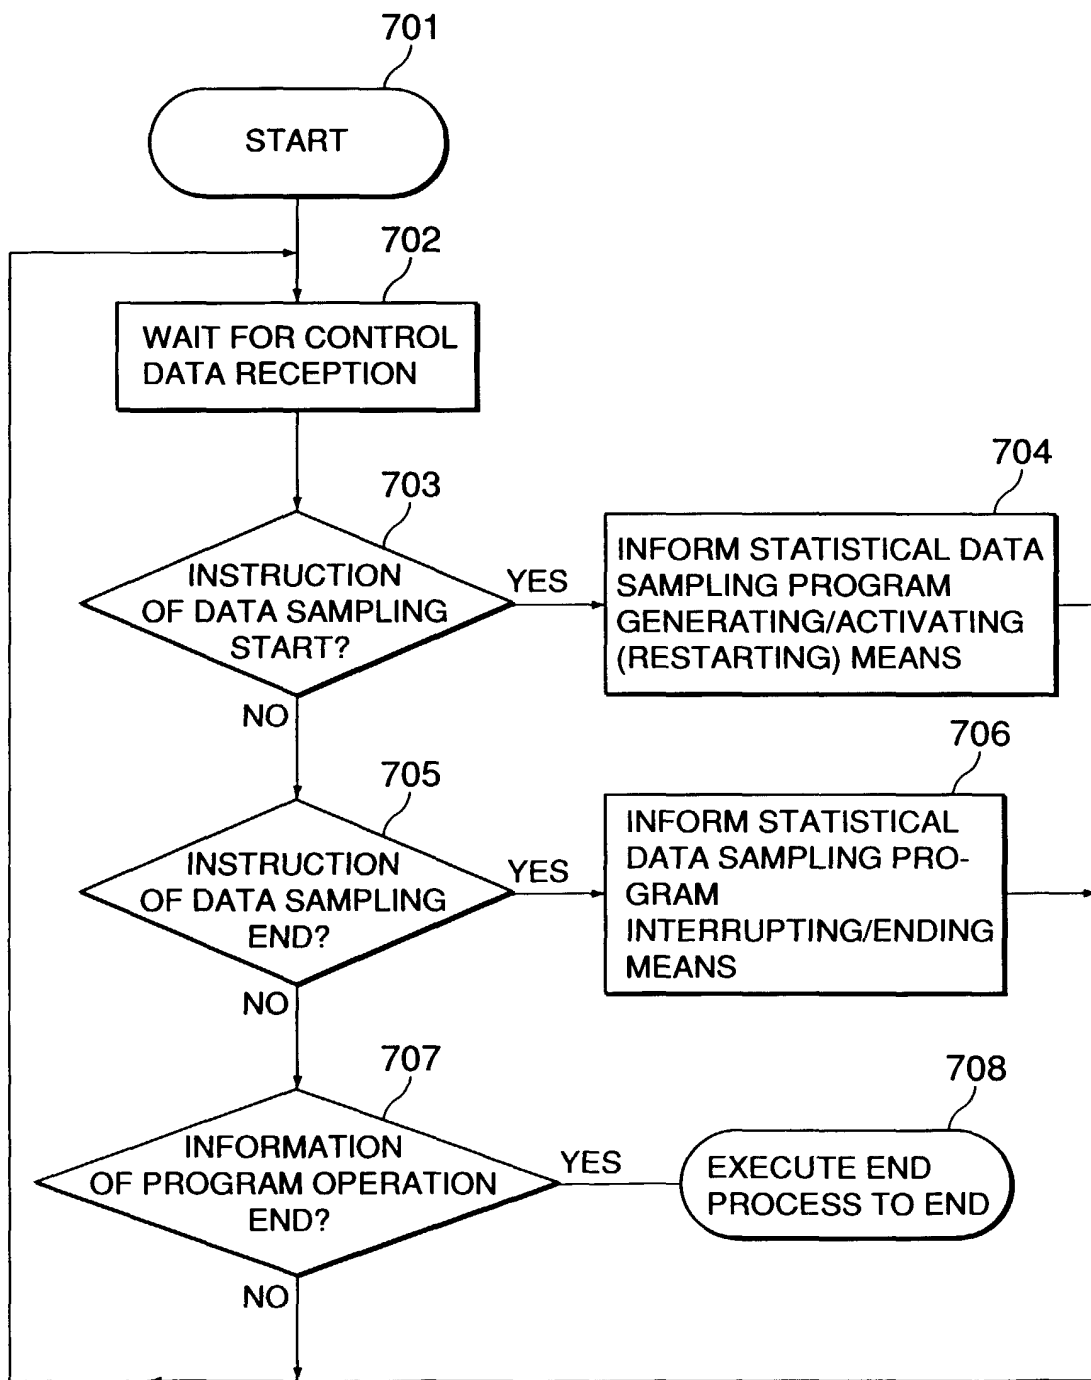 701
START
702
WAIT FOR CONTROL
DATA RECEPTION
703
INSTRUCTION
OF DATA SAMPLING
START?
YES
NO
704
INFORM STATISTICAL DATA
SAMPLING PROGRAM
GENERATING/ACTIVATING
(RESTARTING) MEANS
705
INSTRUCTION
OF DATA SAMPLING
END?
YES
NO
706
INFORM STATISTICAL
DATA SAMPLING PRO-
GRAM
INTERRUPTING/ENDING
MEANS
707
INFORMATION
OF PROGRAM OPERATION
END?
YES
NO
708
EXECUTE END
PROCESS TO END